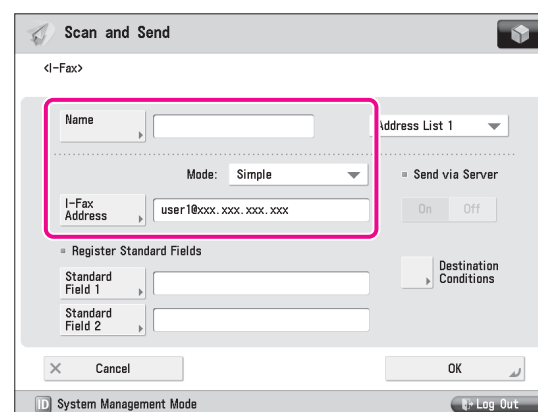 Scan and Send
<I-Fax>
Name
Address List 1
Mode: Simple
Send via Server
I-Fax
Address
user1@xxx.xxx.xxx.xxx
On Off
Register Standard Fields
Standard
Field 1
Destination
Conditions
Standard
Field 2
Cancel
OK
ID System Management Mode
Log Out